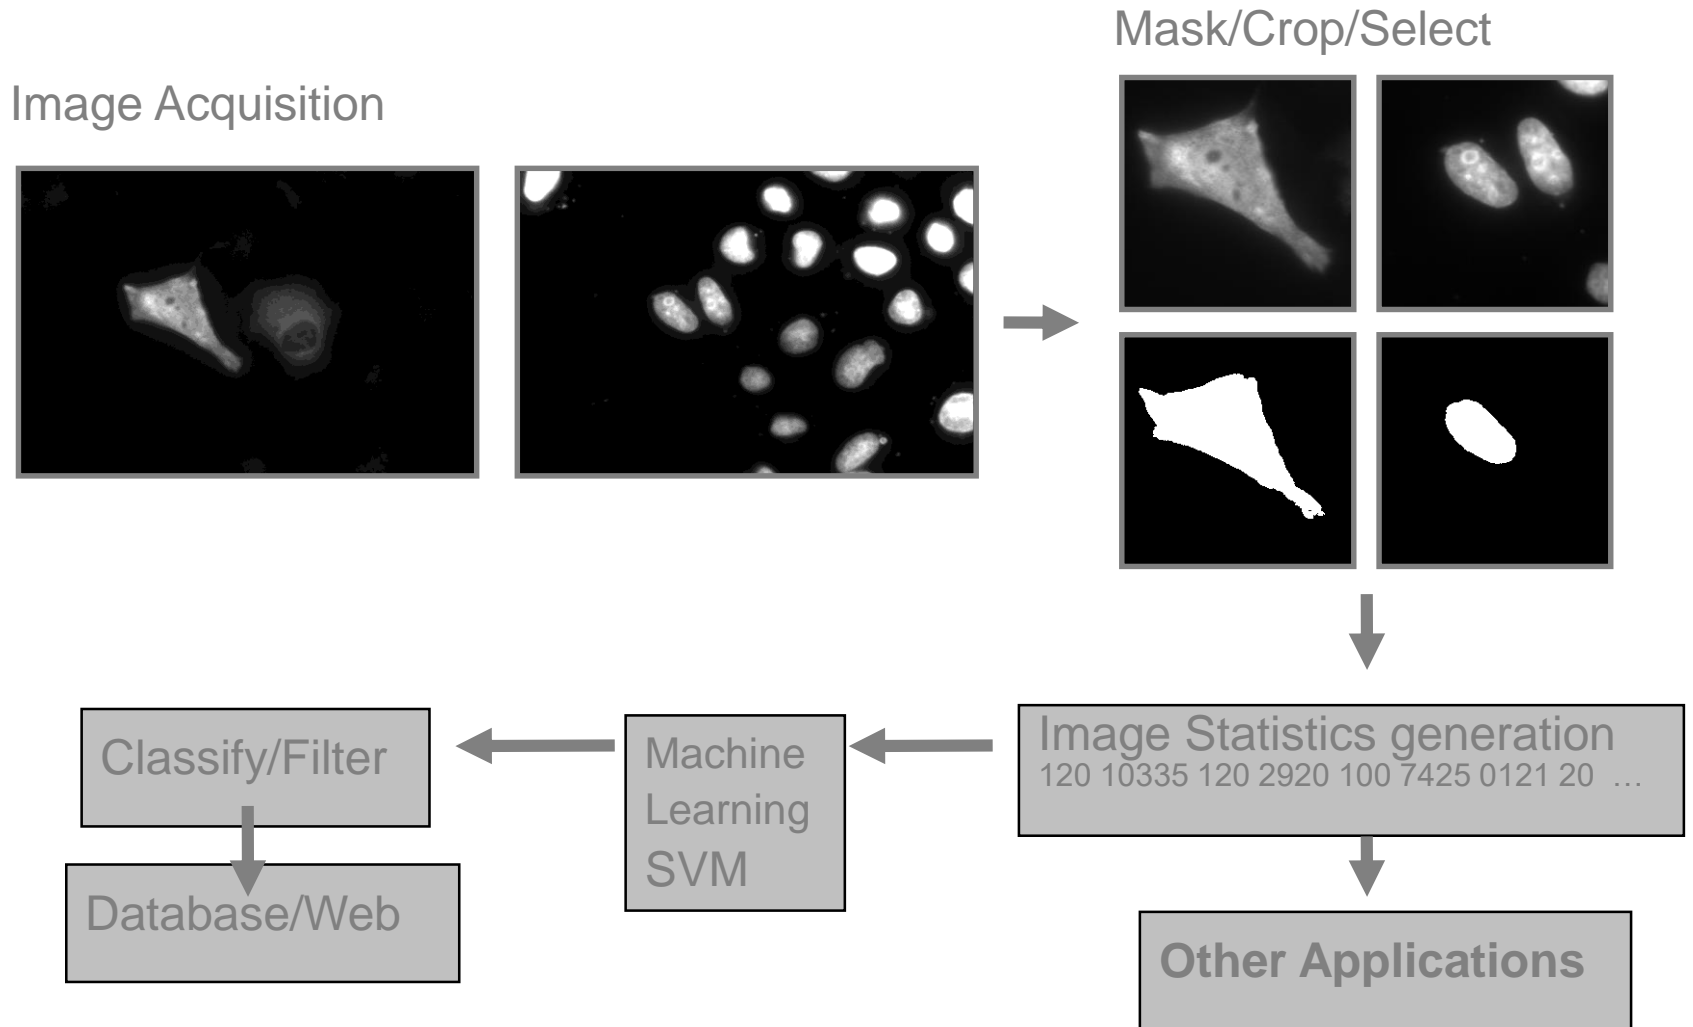 Mask/Crop/Select
Image Acquisition
Image Statistics generation
120 10335 120 2920 100 7425 0121 20 …
Machine
Learning
SVM
Classify/Filter
Database/Web
Other Applications